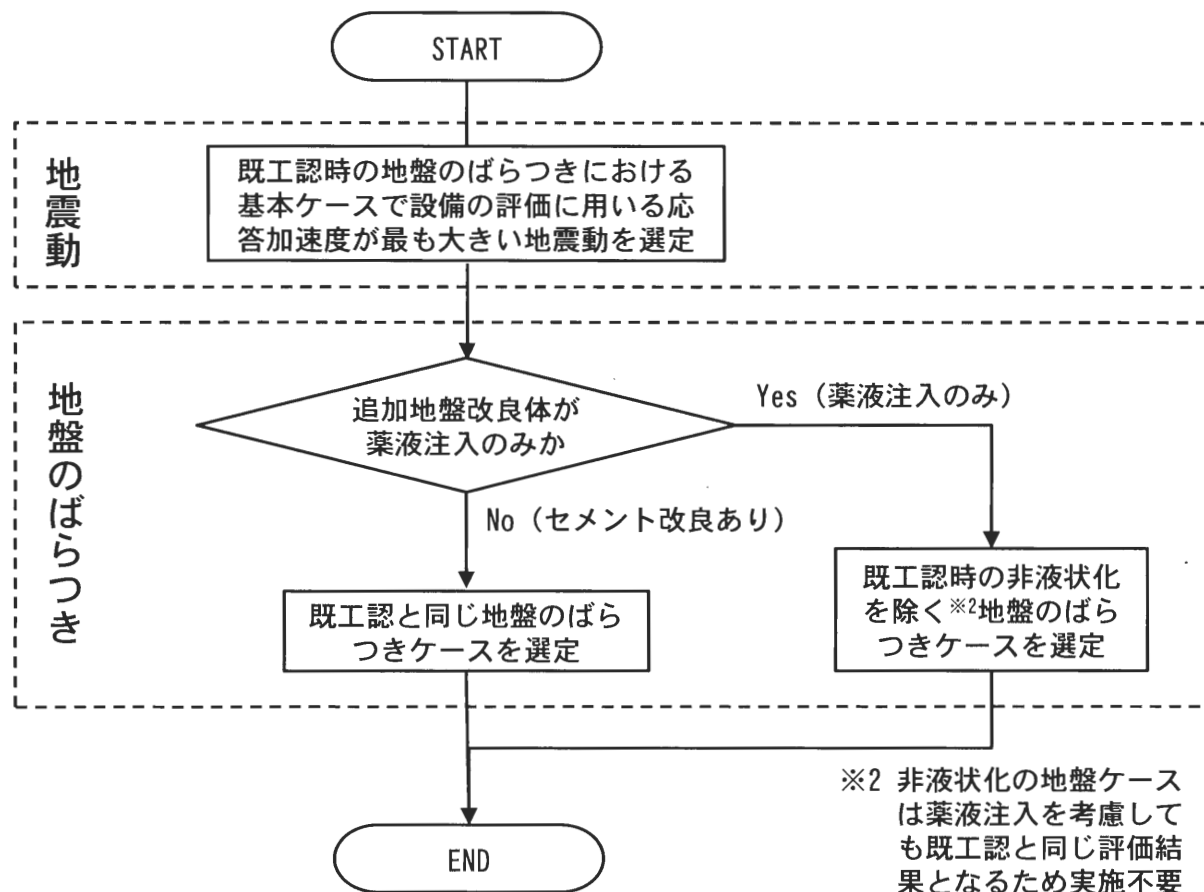 START
地震動
既工認時の地盤のばらつきにおける
基本ケースで設備の評価に用いる応
答加速度が最も大きい地震動を選定
地盤のばらつき
追加地盤改良体が
薬液注入のみか
Yes（薬液注入のみ）
No（セメント改良あり）
既工認と同じ地盤のばら
つきケースを選定
既工認時の非液状化
を除く※2地盤のばら
つきケースを選定
END
※2 非液状化の地盤ケース
は薬液注入を考慮して
も既工認と同じ評価結
果となるため実施不要